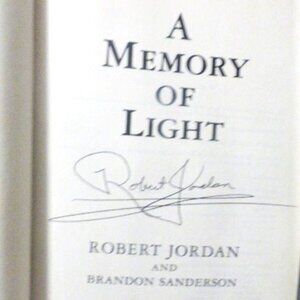 A
MEMORY
OF
LIGHT
Robert Jordan
ROBERT JORDAN
AND
BRANDON SANDERSON